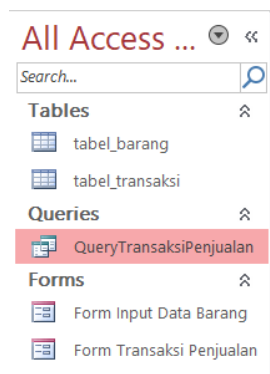 All Access ...
Search...
Tables
tabel_barang
tabel_transaksi
Queries
QueryTransaksiPenjualan
Forms
Form Input Data Barang
Form Transaksi Penjualan